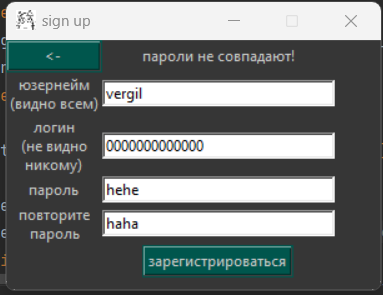 sign up
<-
пароли не совпадают!
юзернейм
(видно всем)
vergil
логин
(не видно
никому)
0000000000000
пароль
hehe
повторите
пароль
haha
зарегистрироваться